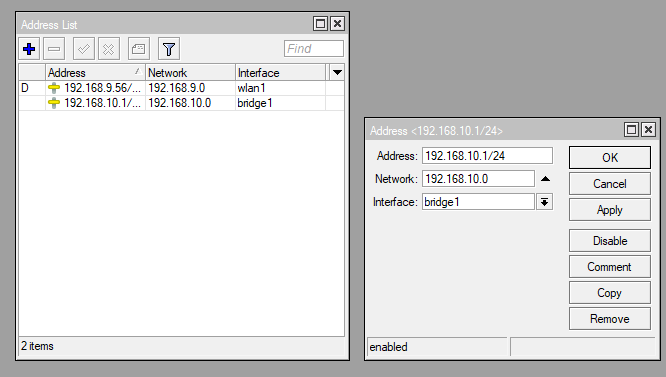 Address List
Find
Address Network Interface
D 192.168.9.56/... 192.168.9.0 wlan1
192.168.10.1/... 192.168.10.0 bridge1
2 items
Address <192.168.10.1/24>
Address: 192.168.10.1/24
Network: 192.168.10.0
Interface: bridge1
OK
Cancel
Apply
Disable
Comment
Copy
Remove
enabled